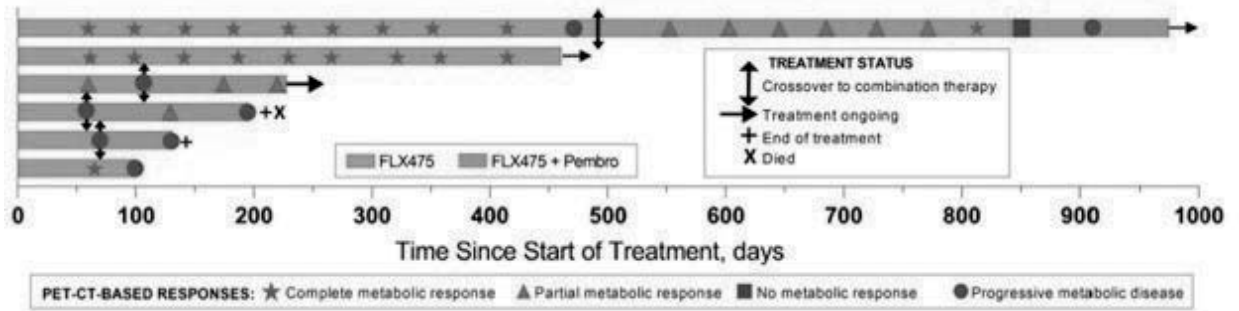 TREATMENT STATUS
Crossover to combination therapy
Treatment ongoing
+ End of treatment
X Died
+X
+
FLX475 FLX475 + Pembro
0 100 200 300 400 500 600 700 800 900 1000
Time Since Start of Treatment, days
PET-CT-BASED RESPONSES: Complete metabolic response Partial metabolic response No metabolic response Progressive metabolic disease